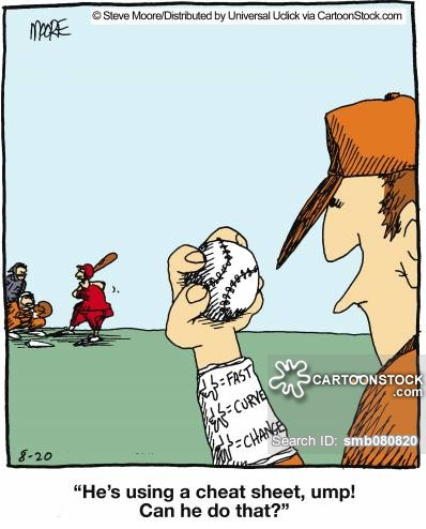 © Steve Moore/Distributed by Universal Uclick via CartoonStock.com
MOORE
=FAST
=CURVE
=CHANGE
CARTOONSTOCK
.com
Search ID: smb080820
8-20
“He’s using a cheat sheet, ump!
Can he do that?”